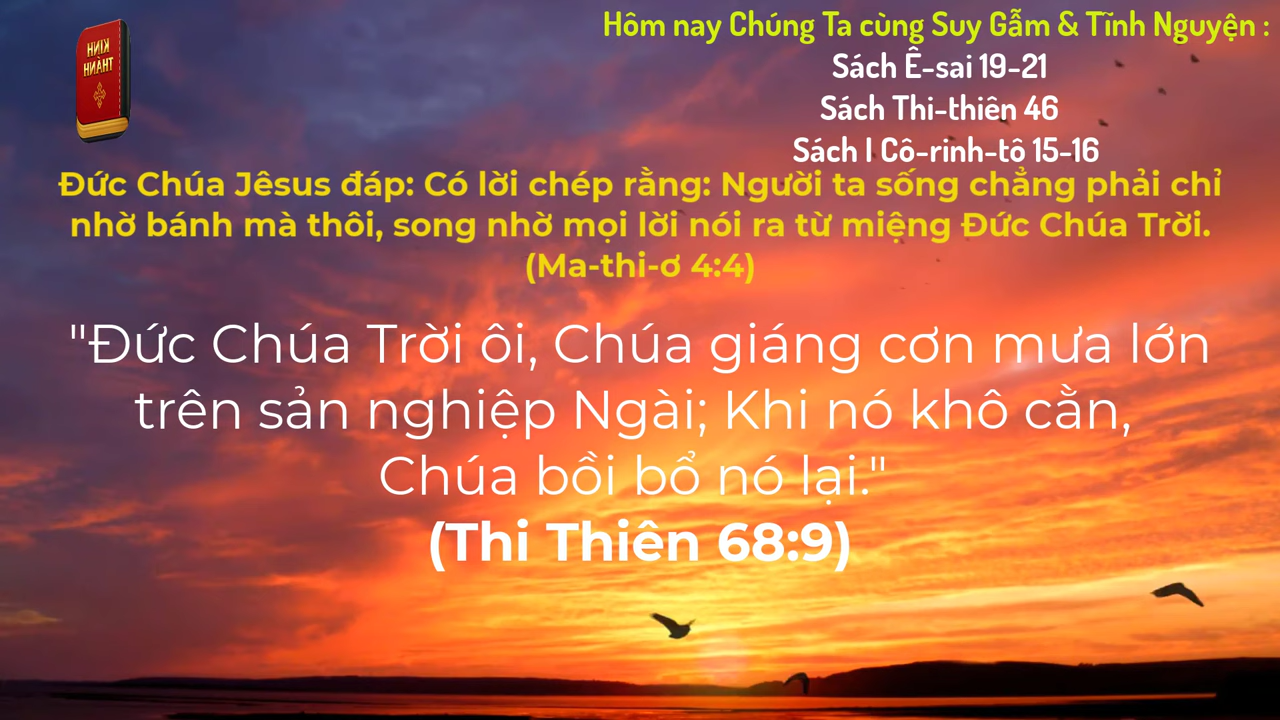 KINH
THÁNH
Hôm nay Chúng Ta cùng Suy Gẫm & Tĩnh Nguyện :
Sách Ê-sai 19-21
Sách Thi-thiên 46
Sách I Cô-rinh-tô 15-16
Đức Chúa Jêsus đáp: Có lời chép rằng: Người ta sống chẳng phải chỉ
nhờ bánh mà thôi, song nhờ mọi lời nói ra từ miệng Đức Chúa Trời.
(Ma-thi-ơ 4:4)
"Đức Chúa Trời ôi, Chúa giáng cơn mưa lớn
trên sản nghiệp Ngài; Khi nó khô cằn,
Chúa bồi bổ nó lại."
(Thi Thiên 68:9)